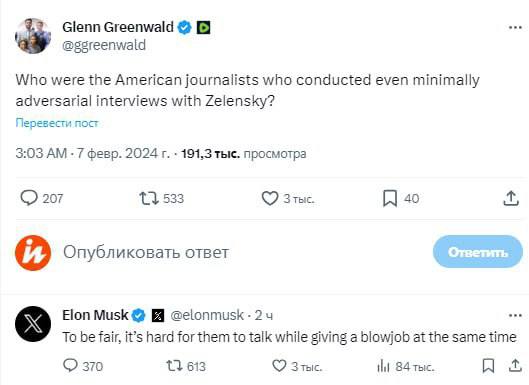 Glenn Greenwald
@ggreenwald
Who were the American journalists who conducted even minimally
adversarial interviews with Zelensky?
Перевести пост
3:03 AM · 7 февр. 2024 г. · 191,3 тыс. просмотра
207 533 3 тыс. 40
Опубликовать ответ
Ответить
Elon Musk @elonmusk · 2 ч
To be fair, it’s hard for them to talk while giving a blowjob at the same time
370 613 3 тыс. 84 тыс.